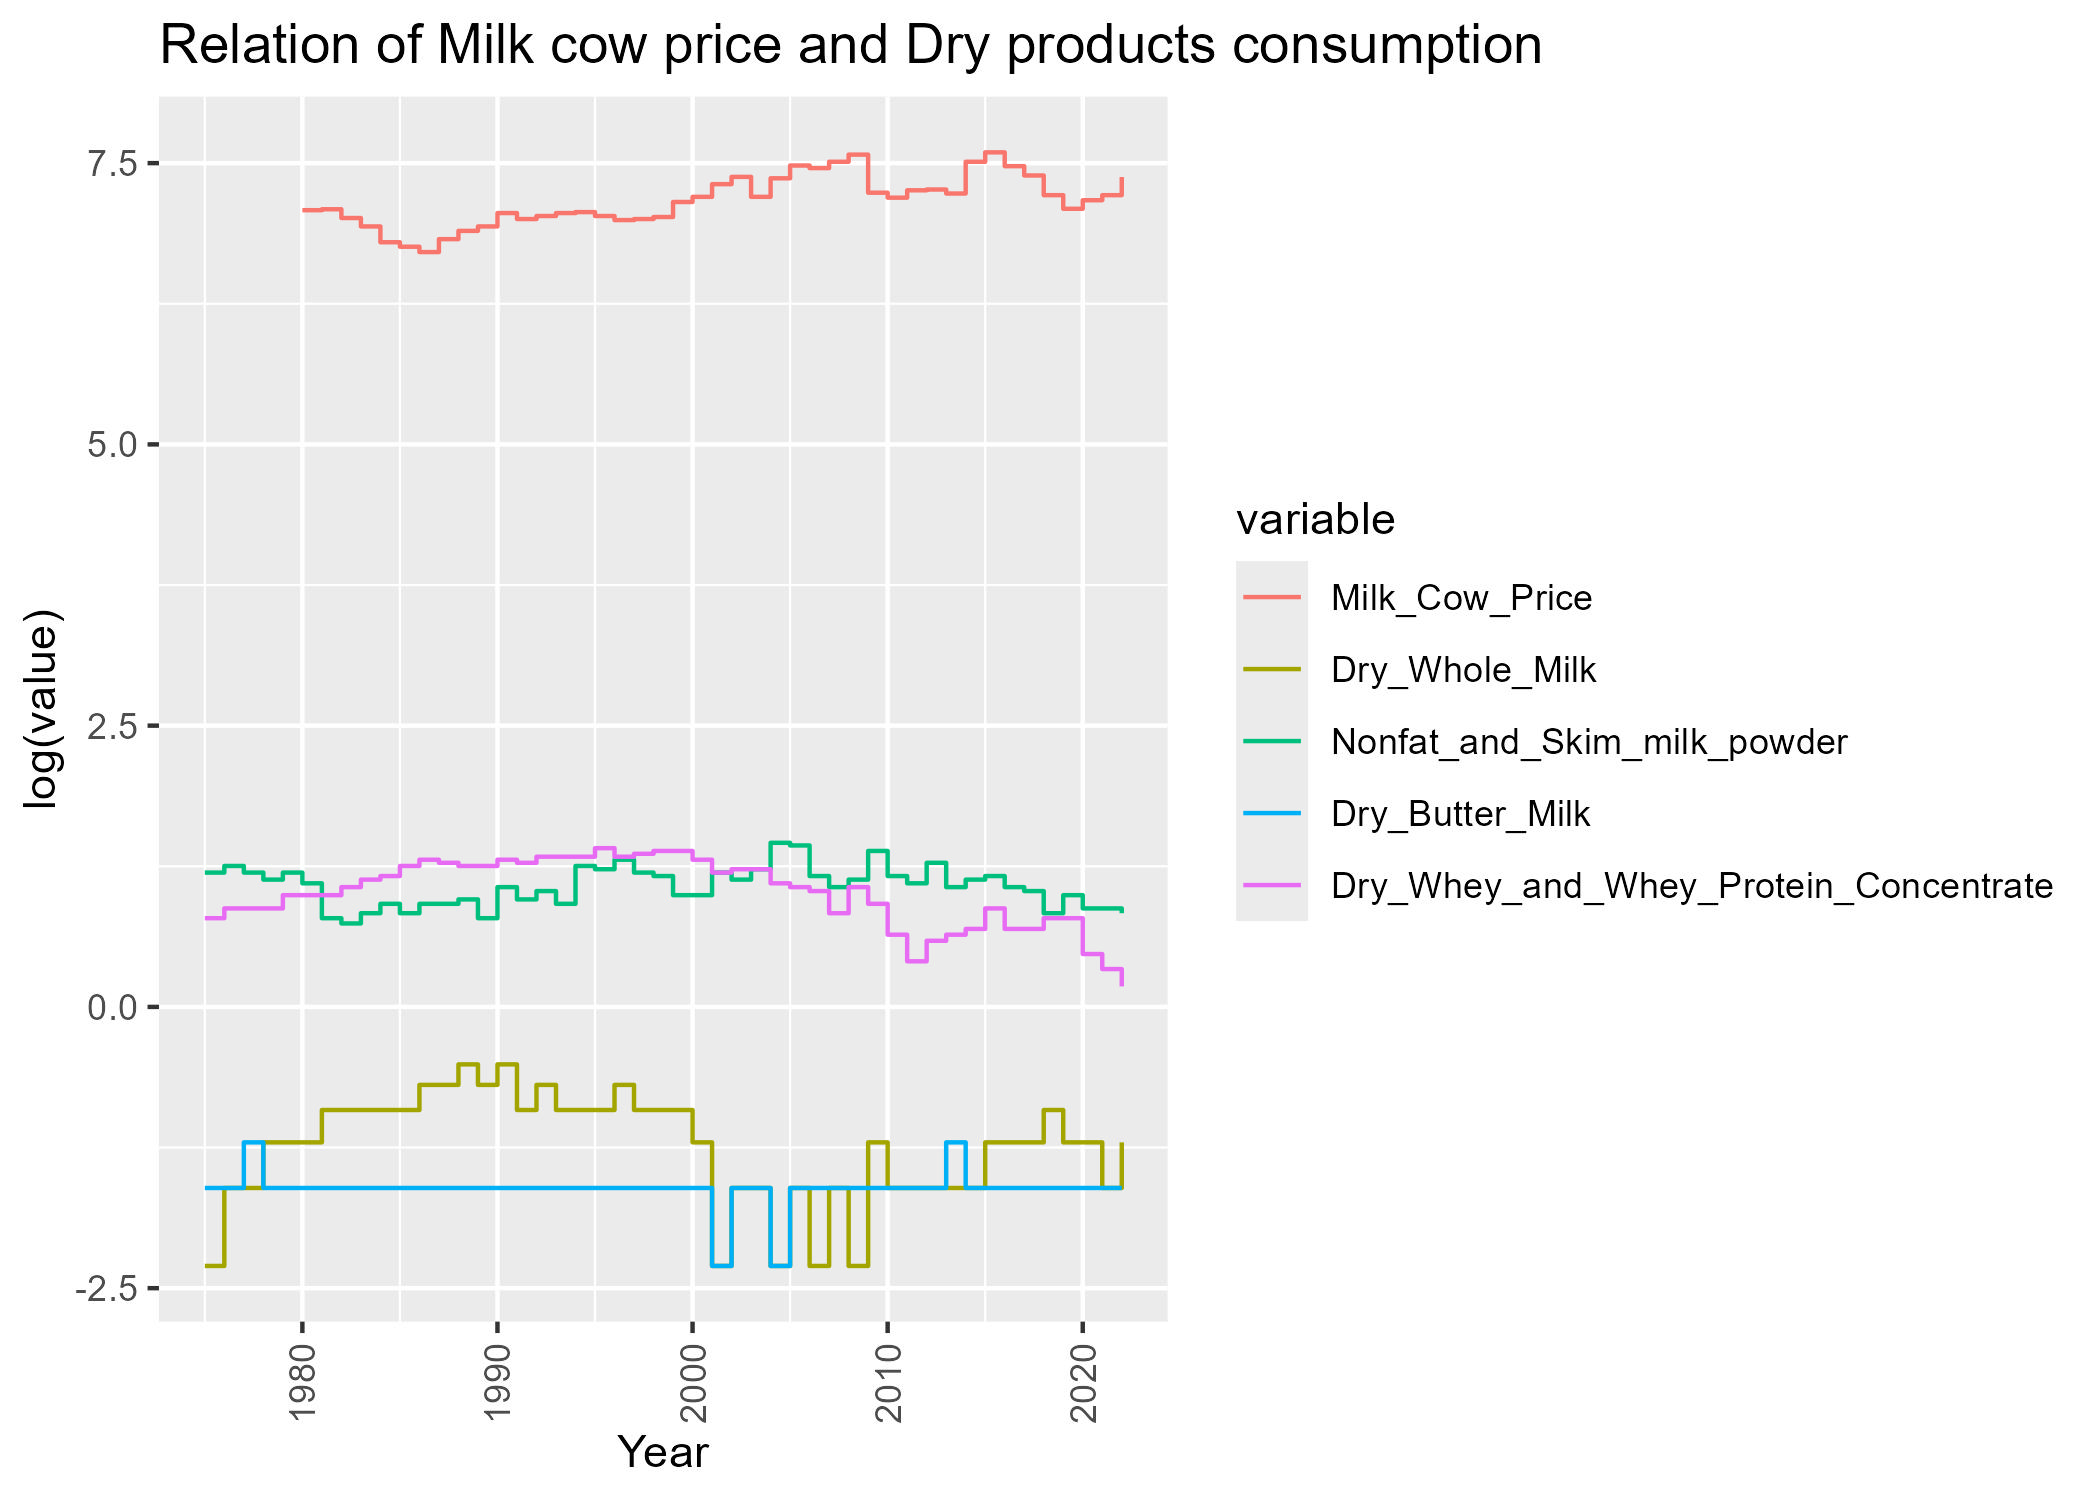 Relation of Milk cow price and Dry products consumption
7.5
5.0
2.5
0.0
-2.5
log(value)
1980
1990
2000
2010
2020
Year
variable
Milk_Cow_Price
Dry_Whole_Milk
Nonfat_and_Skim_milk_powder
Dry_Butter_Milk
Dry_Whey_and_Whey_Protein_Concentrate